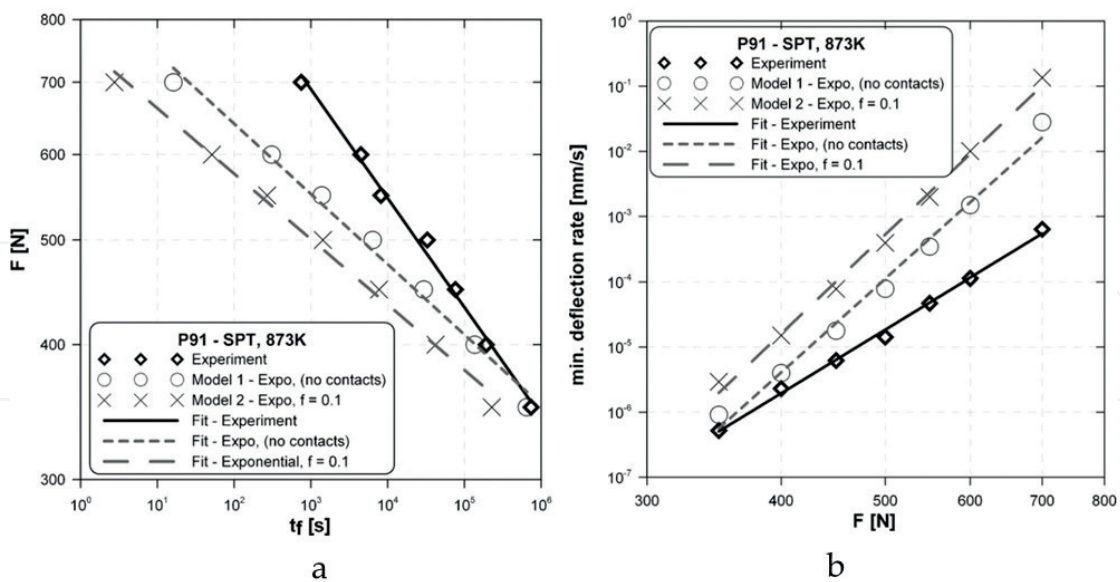 800
700
600
500
400
300
F [N]
P91 - SPT, 873K
Experiment
Model 1 - Expo, (no contacts)
Model 2 - Expo, f = 0.1
Fit - Experiment
Fit - Expo, (no contacts)
Fit - Exponential, f = 0.1
10⁰ 10¹ 10² 10³ 10⁴ 10⁵ 10⁶
tf [s]
a
10⁰
10⁻¹
10⁻²
10⁻³
10⁻⁴
10⁻⁵
10⁻⁶
10⁻⁷
min. deflection rate [mm/s]
P91 - SPT, 873K
Experiment
Model 1 - Expo, (no contacts)
Model 2 - Expo, f = 0.1
Fit - Experiment
Fit - Expo, (no contacts)
Fit - Expo, f = 0.1
300 400 500 600 700 800
F [N]
b